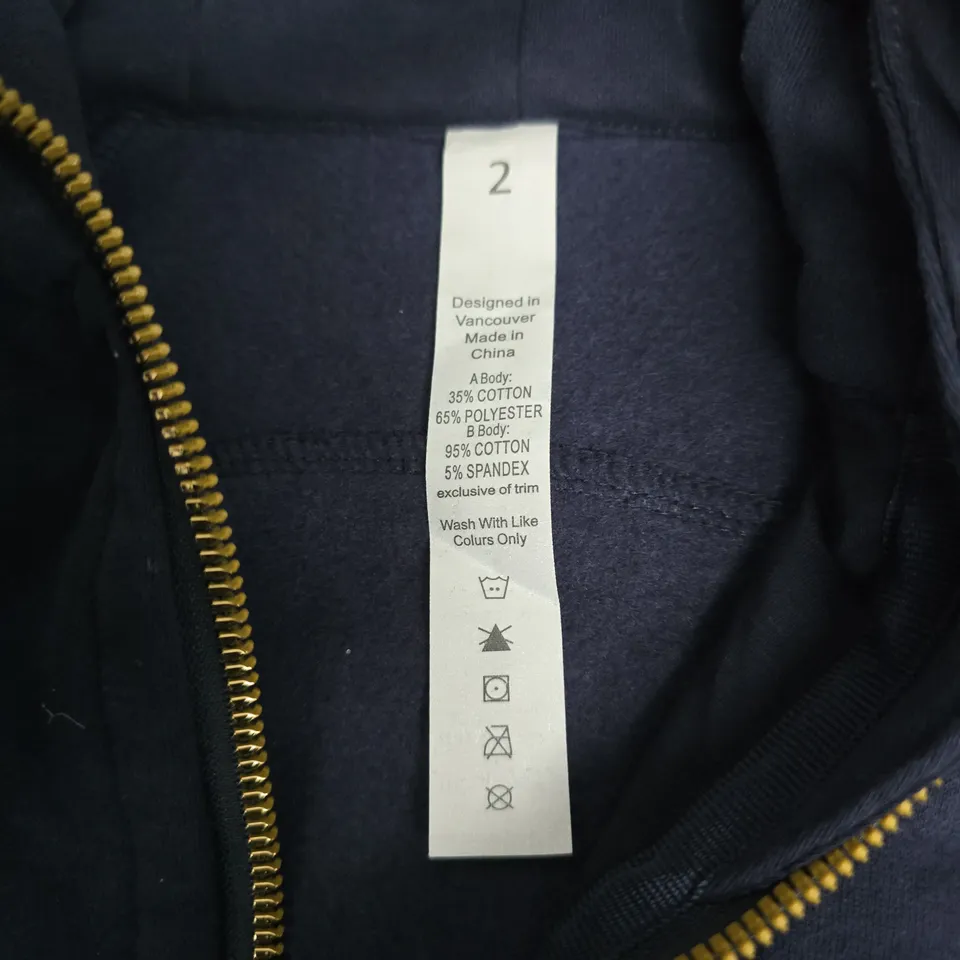 2
Designed in
Vancouver
Made in
China
A Body:
35% COTTON
65% POLYESTER
B Body:
95% COTTON
5% SPANDEX
exclusive of trim
Wash With Like
Colurs Only